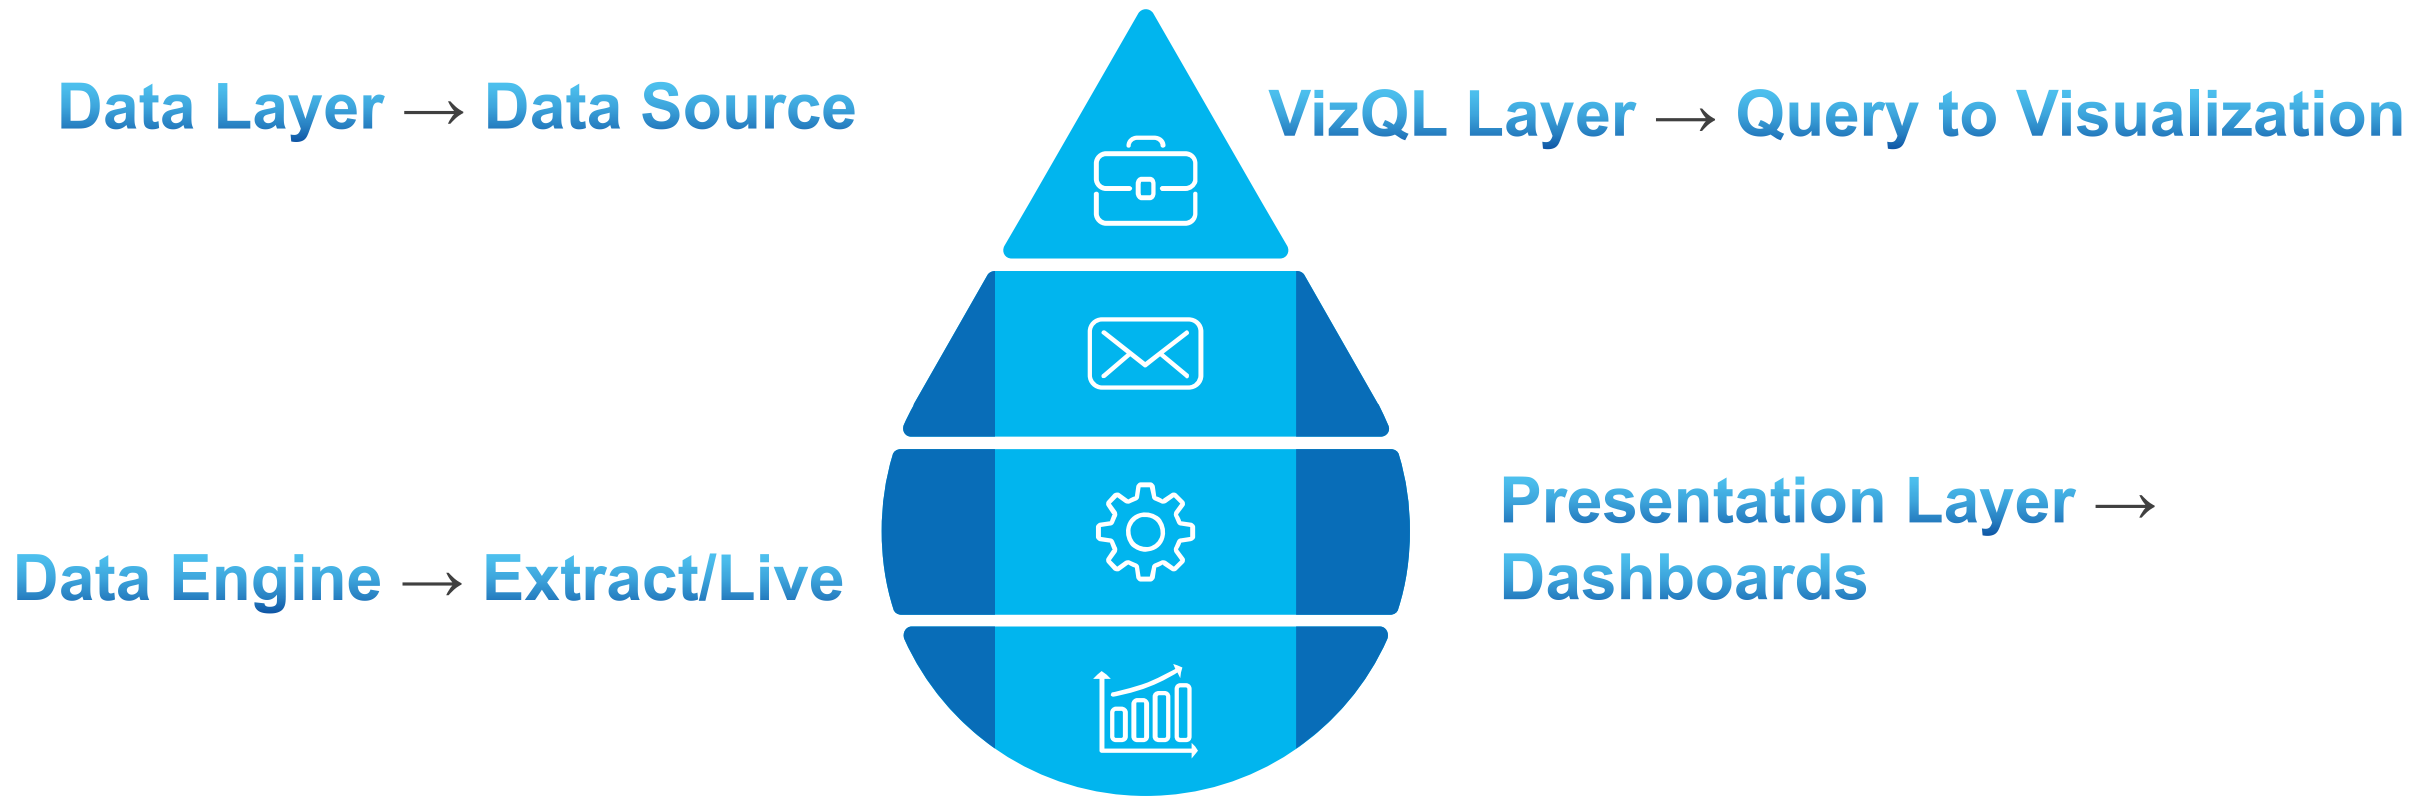 Data Layer → Data Source
VizQL Layer → Query to Visualization
Data Engine → Extract/Live
Presentation Layer →
Dashboards